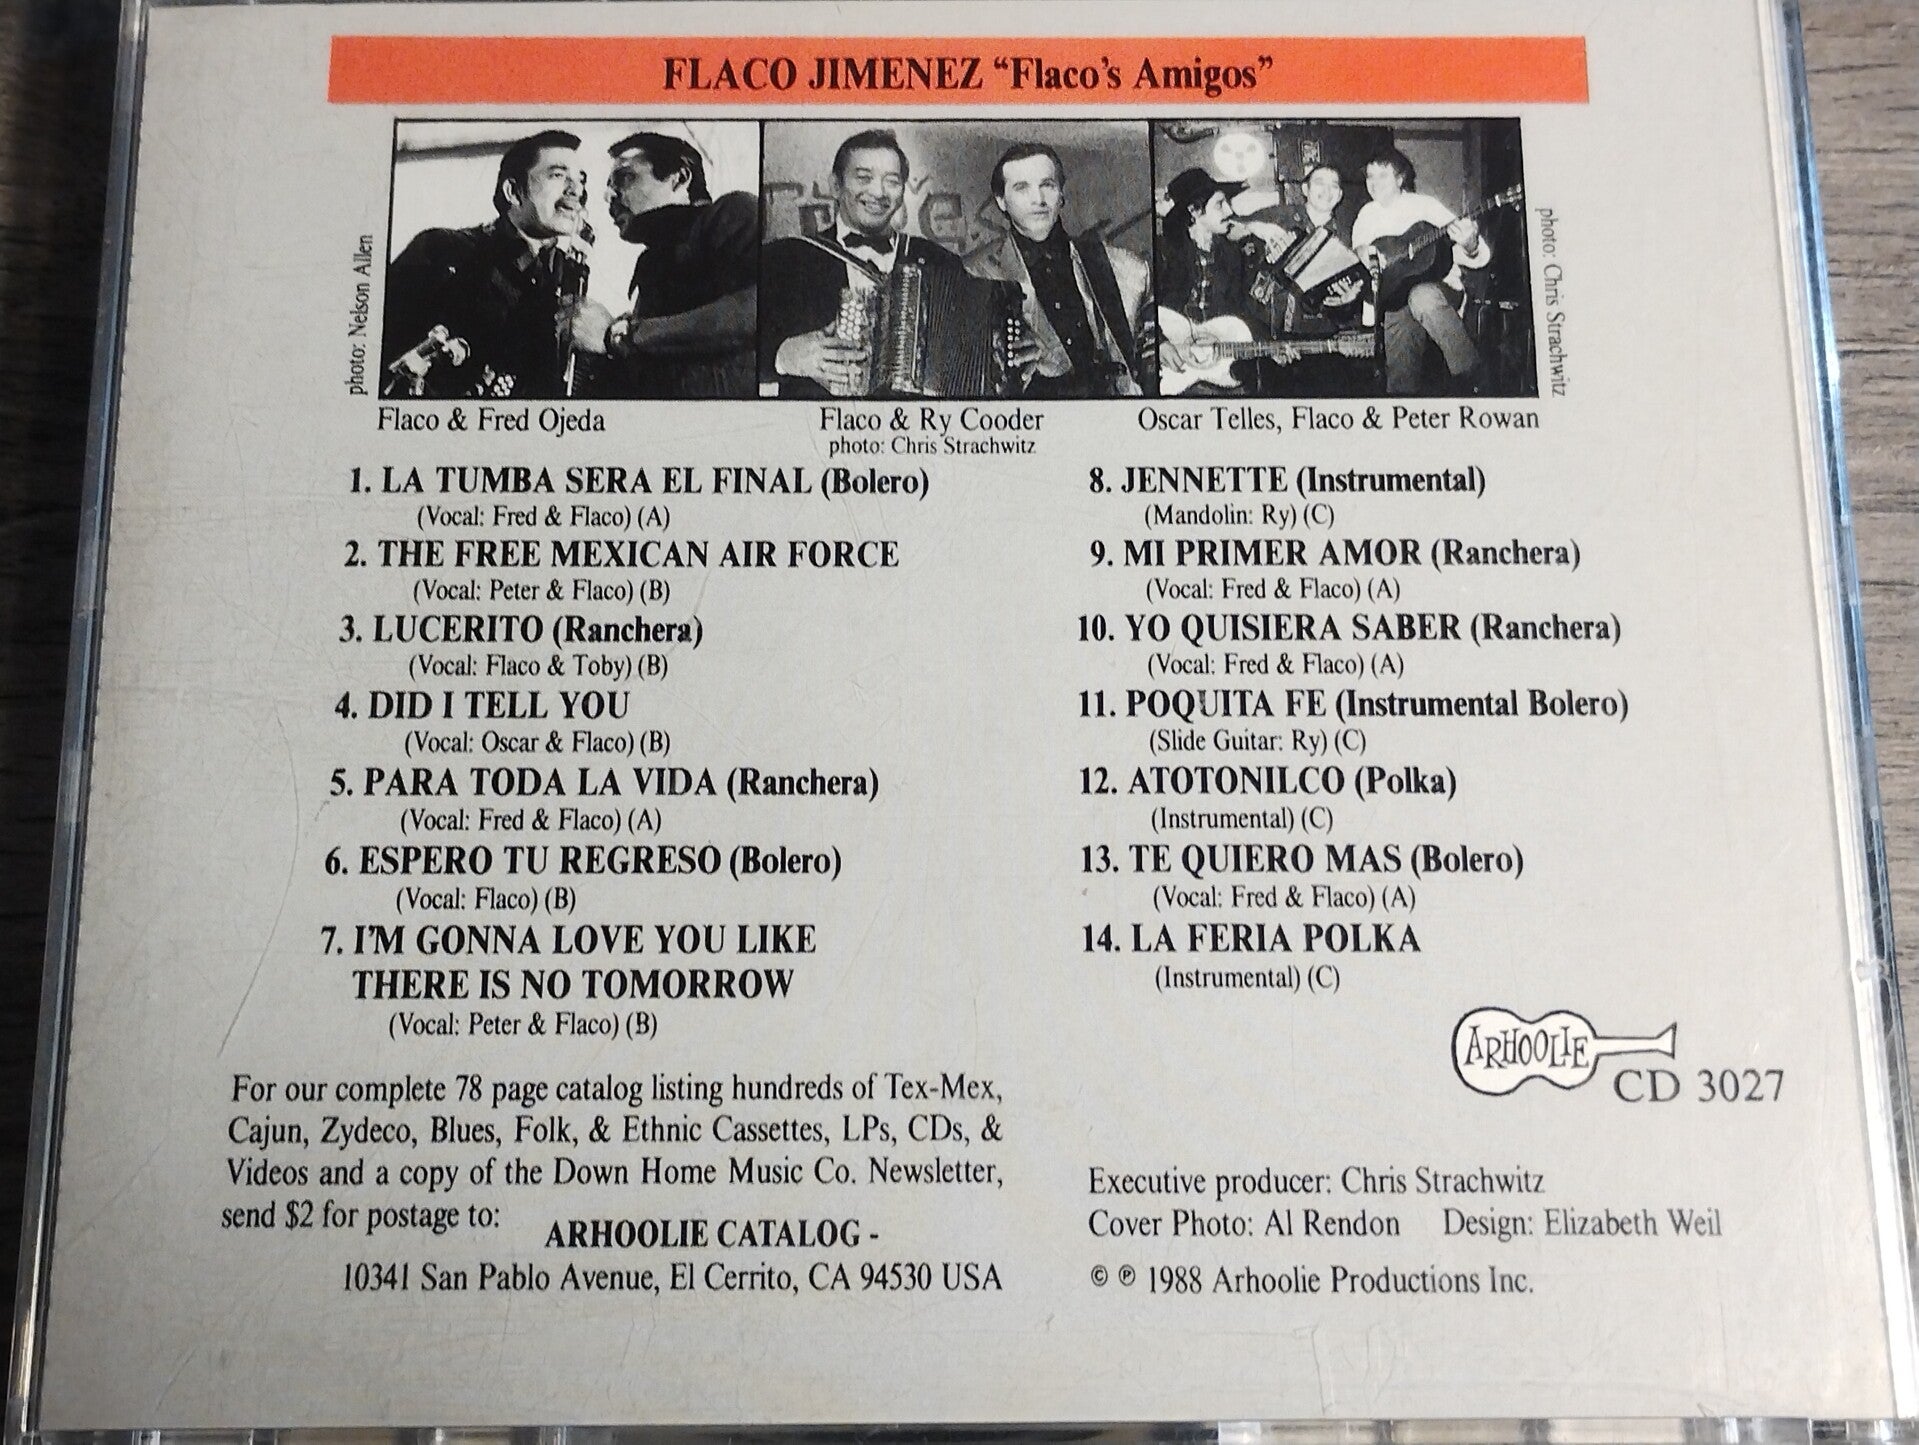 FLACO JIMENEZ “Flaco’s Amigos”
photo: Nelson Allen
photo: Chris Strachwitz
Flaco & Fred Ojeda
Flaco & Ry Cooder
photo: Chris Strachwitz
Oscar Telles, Flaco & Peter Rowan
1. LA TUMBA SERA EL FINAL (Bolero)
(Vocal: Fred & Flaco) (A)
2. THE FREE MEXICAN AIR FORCE
(Vocal: Peter & Flaco) (B)
3. LUCERITO (Ranchera)
(Vocal: Flaco & Toby) (B)
4. DID I TELL YOU
(Vocal: Oscar & Flaco) (B)
5. PARA TODA LA VIDA (Ranchera)
(Vocal: Fred & Flaco) (A)
6. ESPERO TU REGRESO (Bolero)
(Vocal: Flaco) (B)
7. I’M GONNA LOVE YOU LIKE
THERE IS NO TOMORROW
(Vocal: Peter & Flaco) (B)
8. JENNETTE (Instrumental)
(Mandolin: Ry) (C)
9. MI PRIMER AMOR (Ranchera)
(Vocal: Fred & Flaco) (A)
10. YO QUISIERA SABER (Ranchera)
(Vocal: Fred & Flaco) (A)
11. POQUITA FE (Instrumental Bolero)
(Slide Guitar: Ry) (C)
12. ATOTONILCO (Polka)
(Instrumental) (C)
13. TE QUIERO MAS (Bolero)
(Vocal: Fred & Flaco) (A)
14. LA FERIA POLKA
(Instrumental) (C)
ARHOOLIE
CD 3027
For our complete 78 page catalog listing hundreds of Tex-Mex,
Cajun, Zydeco, Blues, Folk, & Ethnic Cassettes, LPs, CDs, &
Videos and a copy of the Down Home Music Co. Newsletter,
send $2 for postage to:
ARHOOLIE CATALOG -
10341 San Pablo Avenue, El Cerrito, CA 94530 USA
Executive producer: Chris Strachwitz
Cover Photo: Al Rendon Design: Elizabeth Weil
© ℗ 1988 Arhoolie Productions Inc.